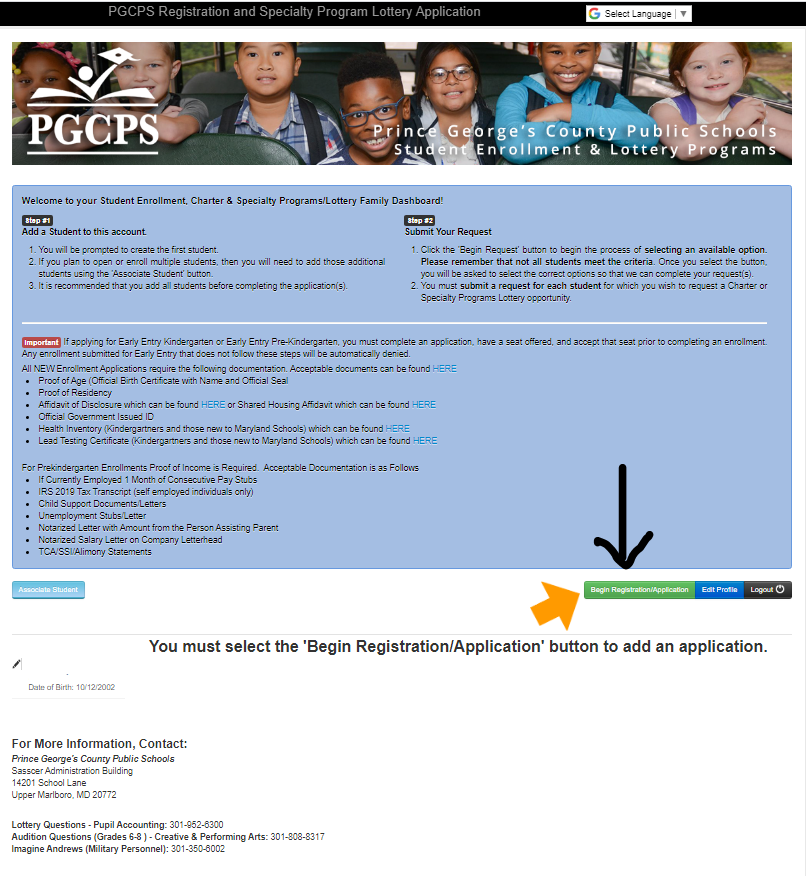 PGCPS Registration and Specialty Program Lottery Application
Select Language ▼
PGCPS
Prince George's County Public Schools
Student Enrollment & Lottery Programs
Welcome to your Student Enrollment, Charter & Specialty Programs/Lottery Family Dashboard!
Step #1
Add a Student to this account.
1. You will be prompted to create the first student.
2. If you plan to open or enroll multiple students, then you will need to add those additional
students using the 'Associate Student' button.
3. It is recommended that you add all students before completing the application(s).
Step #2
Submit Your Request
1. Click the 'Begin Request' button to begin the process of selecting an available option.
Please remember that not all students meet the criteria. Once you select the button,
you will be asked to select the correct options so that we can complete your request(s).
2. You must submit a request for each student for which you wish to request a Charter or
Specialty Programs Lottery opportunity.
Important If applying for Early Entry Kindergarten or Early Entry Pre-Kindergarten, you must complete an application, have a seat offered, and accept that seat prior to completing an enrollment.
Any enrollment submitted for Early Entry that does not follow these steps will be automatically denied.
All NEW Enrollment Applications require the following documentation. Acceptable documents can be found HERE
• Proof of Age (Official Birth Certificate with Name and Official Seal
• Proof of Residency
• Affidavit of Disclosure which can be found HERE or Shared Housing Affidavit which can be found HERE
• Official Government Issued ID
• Health Inventory (Kindergartners and those new to Maryland Schools) which can be found HERE
• Lead Testing Certificate (Kindergartners and those new to Maryland Schools) which can be found HERE
For Prekindergarten Enrollments Proof of Income is Required. Acceptable Documentation is as Follows
• If Currently Employed 1 Month of Consecutive Pay Stubs
• IRS 2019 Tax Transcript (self employed individuals only)
• Child Support Documents/Letters
• Unemployment Stubs/Letter
• Notarized Letter with Amount from the Person Assisting Parent
• Notarized Salary Letter on Company Letterhead
• TCA/SSI/Alimony Statements
Associate Student
Begin Registration/Application Edit Profile Logout
You must select the 'Begin Registration/Application' button to add an application.
Date of Birth: 10/12/2002
For More Information, Contact:
Prince George's County Public Schools
Sasscer Administration Building
14201 School Lane
Upper Marlboro, MD 20772
Lottery Questions - Pupil Accounting: 301-952-6300
Audition Questions (Grades 6-8 ) - Creative & Performing Arts: 301-808-8317
Imagine Andrews (Military Personnel): 301-350-6002